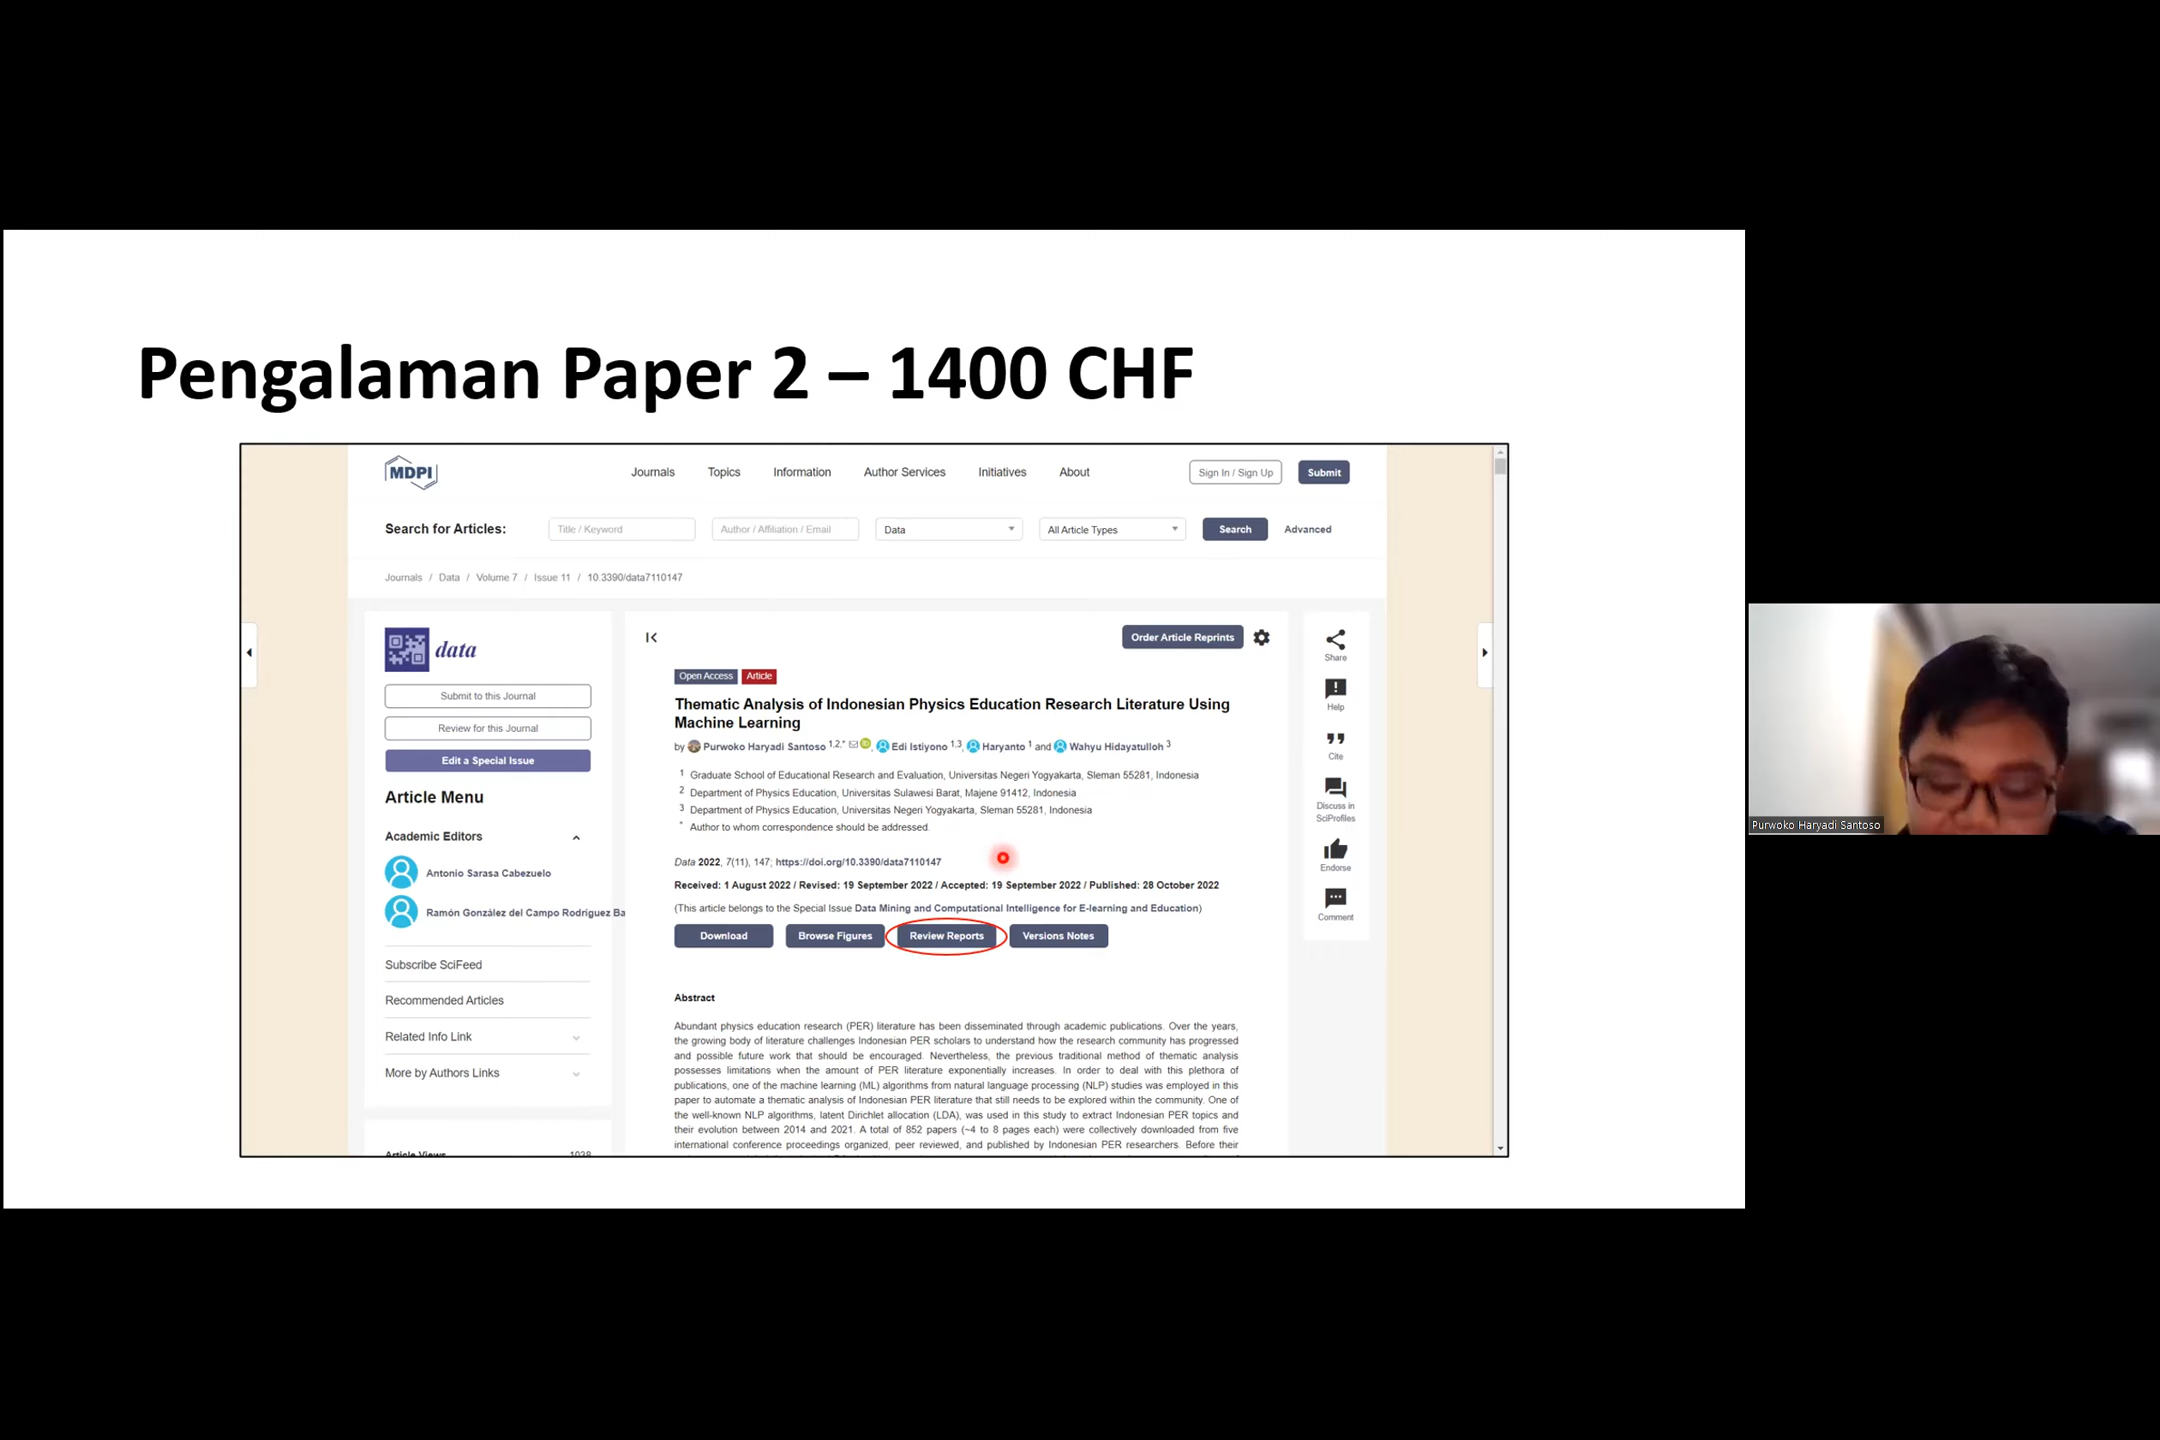 Pengalaman Paper 2 – 1400 CHF
MDPI
Journals Topics Information Author Services Initiatives About Sign In / Sign Up Submit
Search for Articles: Title / Keyword Author / Affiliation / Email Data All Article Types Search Advanced
Journals / Data / Volume 7 / Issue 11 / 10.3390/data7110147
data
Submit to this Journal
Review for this Journal
Edit a Special Issue
Article Menu
Academic Editors
Antonio Sarasa Cabezuelo
Ramón González del Campo Rodríguez Ba
Subscribe SciFeed
Recommended Articles
Related Info Link
More by Authors Links
Article Views 1038
Order Article Reprints
Open Access Article
Thematic Analysis of Indonesian Physics Education Research Literature Using
Machine Learning
by Purwoko Haryadi Santoso 1,2,* , Edi Istiyono 1,3, Haryanto 1 and Wahyu Hidayatulloh 3
1 Graduate School of Educational Research and Evaluation, Universitas Negeri Yogyakarta, Sleman 55281, Indonesia
2 Department of Physics Education, Universitas Sulawesi Barat, Majene 91412, Indonesia
3 Department of Physics Education, Universitas Negeri Yogyakarta, Sleman 55281, Indonesia
* Author to whom correspondence should be addressed.
Data 2022, 7(11), 147; https://doi.org/10.3390/data7110147
Received: 1 August 2022 / Revised: 19 September 2022 / Accepted: 19 September 2022 / Published: 28 October 2022
(This article belongs to the Special Issue Data Mining and Computational Intelligence for E-learning and Education)
Download Browse Figures Review Reports Versions Notes
Abstract
Abundant physics education research (PER) literature has been disseminated through academic publications. Over the years,
the growing body of literature challenges Indonesian PER scholars to understand how the research community has progressed
and possible future work that should be encouraged. Nevertheless, the previous traditional method of thematic analysis
possesses limitations when the amount of PER literature exponentially increases. In order to deal with this plethora of
publications, one of the machine learning (ML) algorithms from natural language processing (NLP) studies was employed in this
paper to automate a thematic analysis of Indonesian PER literature that still needs to be explored within the community. One of
the well-known NLP algorithms, latent Dirichlet allocation (LDA), was used in this study to extract Indonesian PER topics and
their evolution between 2014 and 2021. A total of 852 papers (~4 to 8 pages each) were collectively downloaded from five
international conference proceedings organized, peer reviewed, and published by Indonesian PER researchers. Before their
Share
Help
Cite
Discuss in
SciProfiles
Endorse
Comment
Purwoko Haryadi Santoso